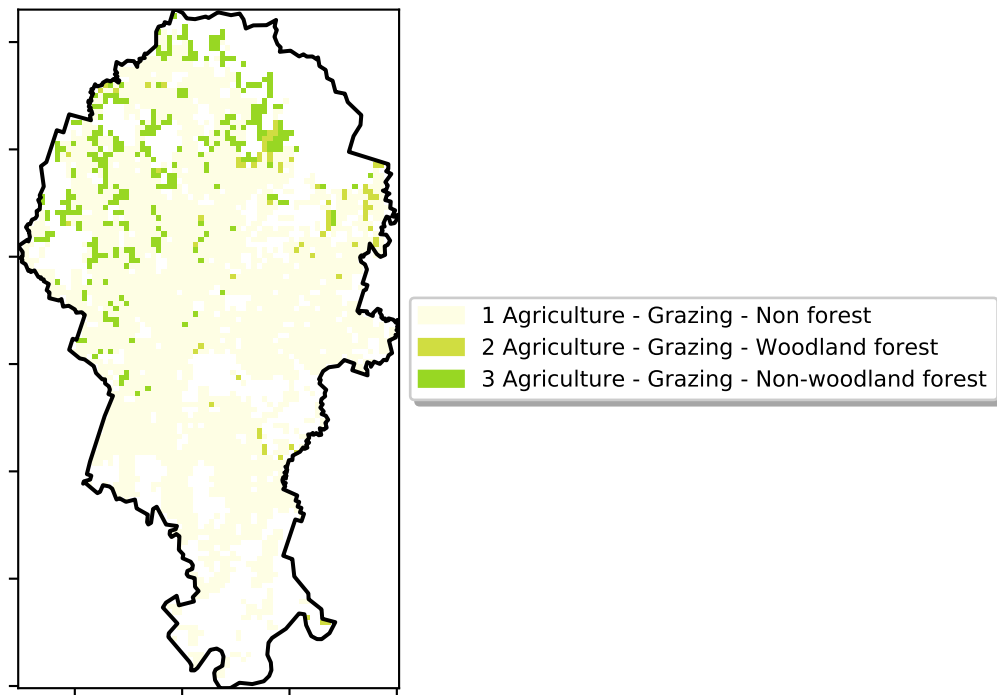 1 Agriculture - Grazing - Non forest
2 Agriculture - Grazing - Woodland forest
3 Agriculture - Grazing - Non-woodland forest